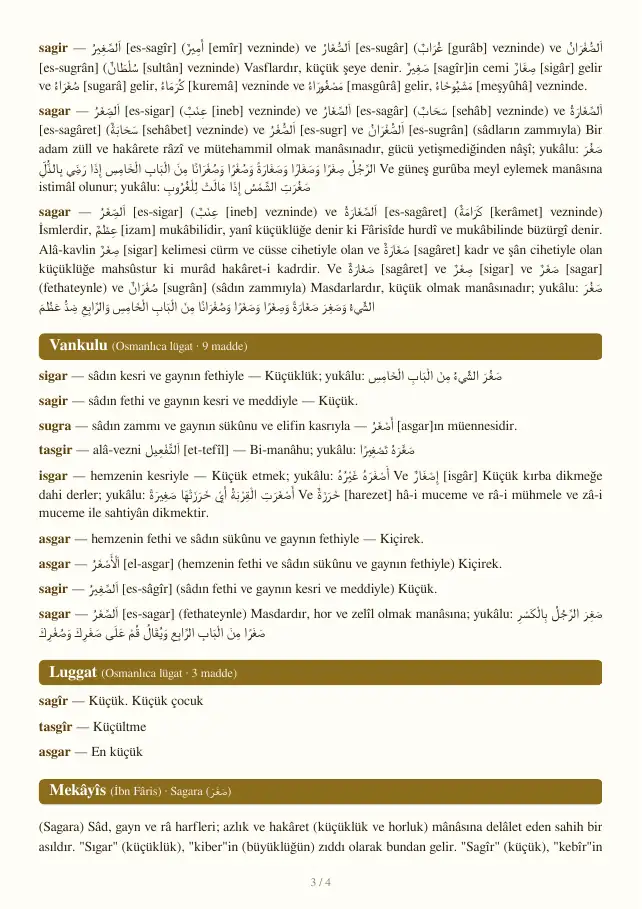 sagir — اَلصَّغِيرُ [es-sagîr] (أَمِيرٌ [emîr] vezninde) ve اَلصُّغَارُ [es-sugâr] (غُرَابٌ [gurâb] vezninde) ve اَلصُّغْرَانُ
[es-sugrân] (سُلْطَانٌ [sultân] vezninde) Vasflardır, küçük şeye denir. صَغِيرٌ [sagîr]in cemi صِغَارٌ [sigâr] gelir
ve صُغَرَاءُ [sugarâ] gelir, كُرَمَاءُ [kuremâ] vezninde ve مَصْغُورَاءُ [masgûrâ] gelir, مَشْيُوخَاءُ [meşyûhâ] vezninde.
sagar — اَلصِّغَرُ [es-sigar] (عِنَبٌ [ineb] vezninde) ve اَلصَّغَارُ [es-sagâr] (سَحَابٌ [sehâb] vezninde) ve اَلصَّغَارَةُ
[es-sagâret] (سَحَابَةٌ [sehâbet] vezninde) ve اَلصُّغْرُ [es-sugr] ve اَلصُّغْرَانُ [es-sugrân] (sâdların zammıyla) Bir
adam züll ve hakârete râzî ve mütehammil olmak manâsınadır, gücü yetişmediğinden nâşî; yukâlu: صَغُرَ
الرَّجُلُ صِغَرًا وَصَغَارًا وَصَغَارَةً وَصُغْرًا وَصُغْرَانًا مِنَ الْبَابِ الْخَامِسِ إِذَا رَضِيَ بِالذُّلِّ Ve güneş gurûba meyl eylemek manâsına
istimâl olunur; yukâlu: صَغُرَتِ الشَّمْسُ إِذَا مَالَتْ لِلْغُرُوبِ
sagar — اَلصِّغَرُ [es-sigar] (عِنَبٌ [ineb] vezninde) ve اَلصَّغَارَةُ [es-sagâret] (كَرَامَةٌ [kerâmet] vezninde)
İsmlerdir, عِظَمٌ [izam] mukâbilidir, yanî küçüklüğe denir ki Fârisîde hurdî ve mukâbilinde büzürgî denir.
Alâ-kavlin صِغَرٌ [sigar] kelimesi cürm ve cüsse cihetiyle olan ve صَغَارَةٌ [sagâret] kadr ve şân cihetiyle olan
küçüklüğe mahsûstur ki murâd hakâret-i kadrdir. Ve صَغَارَةٌ [sagâret] ve صِغَرٌ [sigar] ve صَغَرٌ [sagar]
(fethateynle) ve صُغْرَانٌ [sugrân] (sâdın zammıyla) Masdarlardır, küçük olmak manâsınadır; yukâlu: صَغُرَ
الشَّيْءُ وَصَغِرَ صَغَارَةً وَصِغَرًا وَصَغَرًا وَصُغْرَانًا مِنَ الْبَابِ الْخَامِسِ وَالرَّابِعِ ضِدُّ عَظُمَ
Vankulu (Osmanlıca lügat · 9 madde)
sigar — sâdın kesri ve gaynın fethiyle — Küçüklük; yukâlu: صَغُرَ الشَّيْءُ مِنَ الْبَابِ الْخَامِسِ
sagir — sâdın fethi ve gaynın kesri ve meddiyle — Küçük.
sugra — sâdın zammı ve gaynın sükûnu ve elifin kasrıyla — أَصْغَرُ [asgar]ın müennesidir.
tasgir — alâ-vezni اَلتَّفْعِيلِ [et-tefîl] — Bi-manâhu; yukâlu: صَغَّرَهُ تَصْغِيرًا
isgar — hemzenin kesriyle — Küçük etmek; yukâlu: أَصْغَرَهُ غَيْرُهُ Ve إِصْغَارٌ [isgâr] Küçük kırba dikmeğe
dahi derler; yukâlu: أَصْغَرَتِ الْقِرْبَةُ أَيْ خَرَزَتْهَا صَغِيرَةً Ve خَرَزَةٌ [harezet] hâ-i muceme ve râ-i mühmele ve zâ-i
muceme ile sahtiyân dikmektir.
asgar — hemzenin fethi ve sâdın sükûnu ve gaynın fethiyle — Kiçirek.
asgar — اَلْأَصْغَرُ [el-asgar] (hemzenin fethi ve sâdın sükûnu ve gaynın fethiyle) Kiçirek.
sagir — اَلصَّغِيرُ [es-sâgîr] (sâdın fethi ve gaynın kesri ve meddiyle) Küçük.
sagar — اَلصَّغَرُ [es-sagar] (fethateynle) Masdardır, hor ve zelîl olmak manâsına; yukâlu: صَغِرَ الرَّجُلُ بِالْكَسْرِ
صَغَرًا مِنَ الْبَابِ الرَّابِعِ وَيُقَالُ قُمْ عَلَى صَغَرِكَ وَصُغْرِكَ
Luggat (Osmanlıca lügat · 3 madde)
sagîr — Küçük. Küçük çocuk
tasgîr — Küçültme
asgar — En küçük
Mekâyîs (İbn Fâris) · Sagara (صَغَرَ)
(Sagara) Sâd, gayn ve râ harfleri; azlık ve hakâret (küçüklük ve horluk) mânâsına delâlet eden sahih bir
asıldır. "Sıgar" (küçüklük), "kiber"in (büyüklüğün) zıddı olarak bundan gelir. "Sagîr" (küçük), "kebîr"in
3 / 4